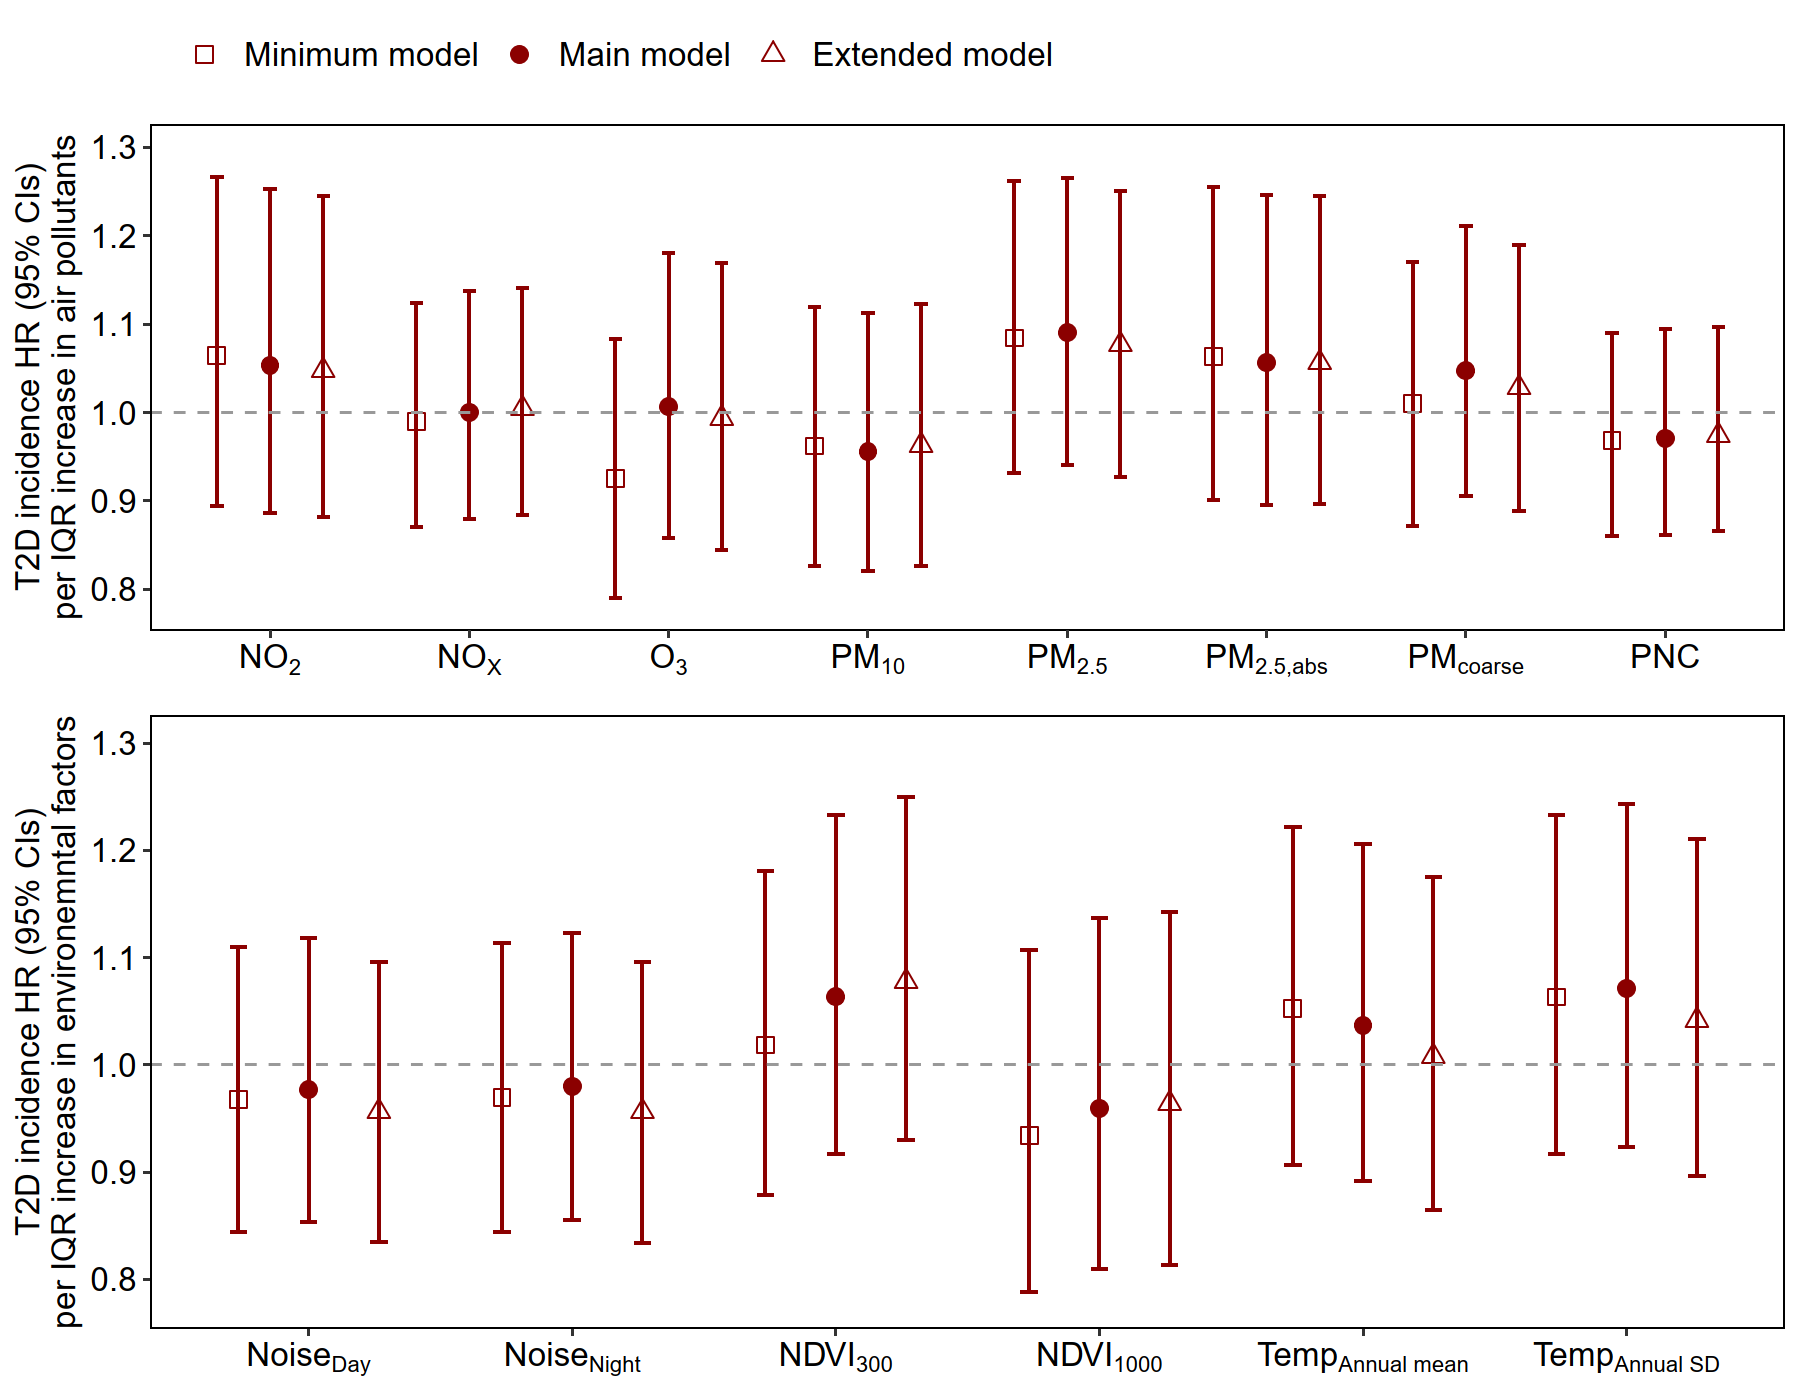 Minimum model Main model Extended model
T2D incidence HR (95% CIs)
per IQR increase in air pollutants
1.3
1.2
1.1
1.0
0.9
0.8
NO2 NOX O3 PM10 PM2.5 PM2.5,abs PMcoarse PNC
T2D incidence HR (95% CIs)
per IQR increase in environemntal factors
1.3
1.2
1.1
1.0
0.9
0.8
NoiseDay NoiseNight NDVI300 NDVI1000 TempAnnual mean TempAnnual SD